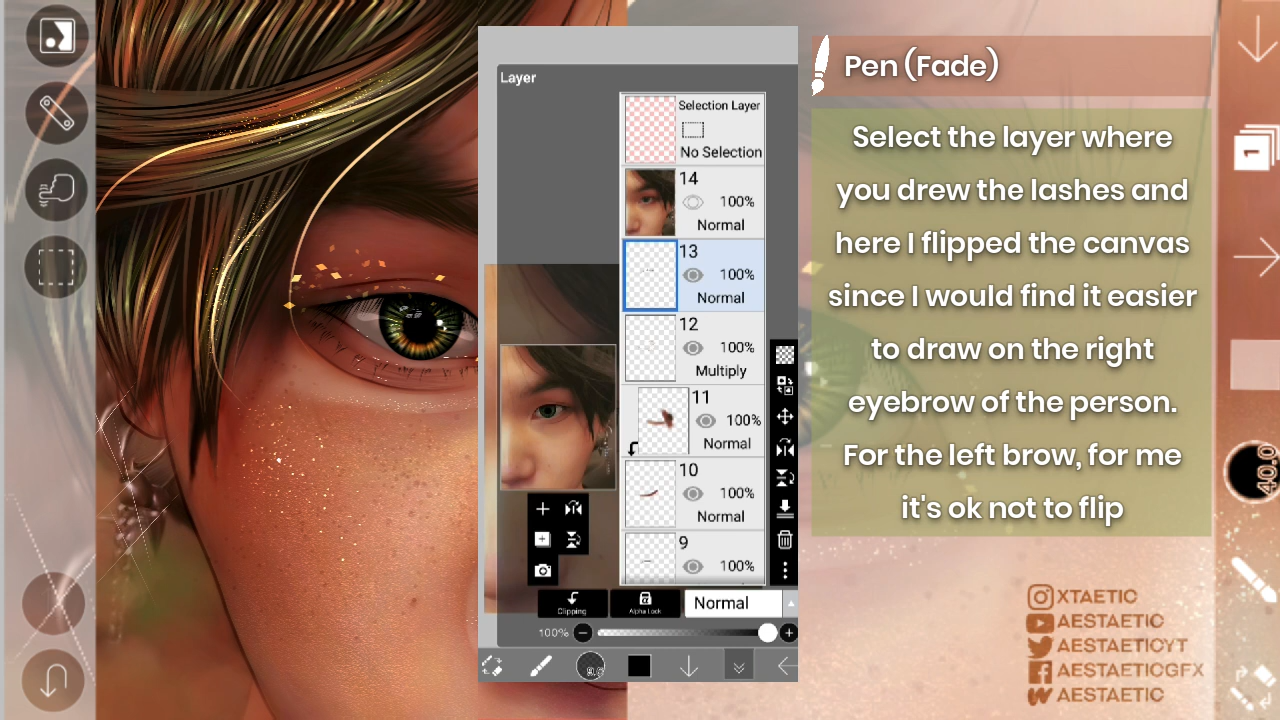 Pen (Fade)
Select the layer where
you drew the lashes and
here I flipped the canvas
since I would find it easier
to draw on the right
eyebrow of the person.
For the left brow, for me
it's ok not to flip
Layer
Selection Layer
No Selection
14
100%
Normal
13
100%
Normal
12
100%
Multiply
11
100%
Normal
10
100%
Normal
9
100%
Clipping
Alpha Lock
Normal
100%
1
40.0
XTAETIC
AESTAETIC
AESTAETICYT
AESTAETICGFX
AESTAETIC